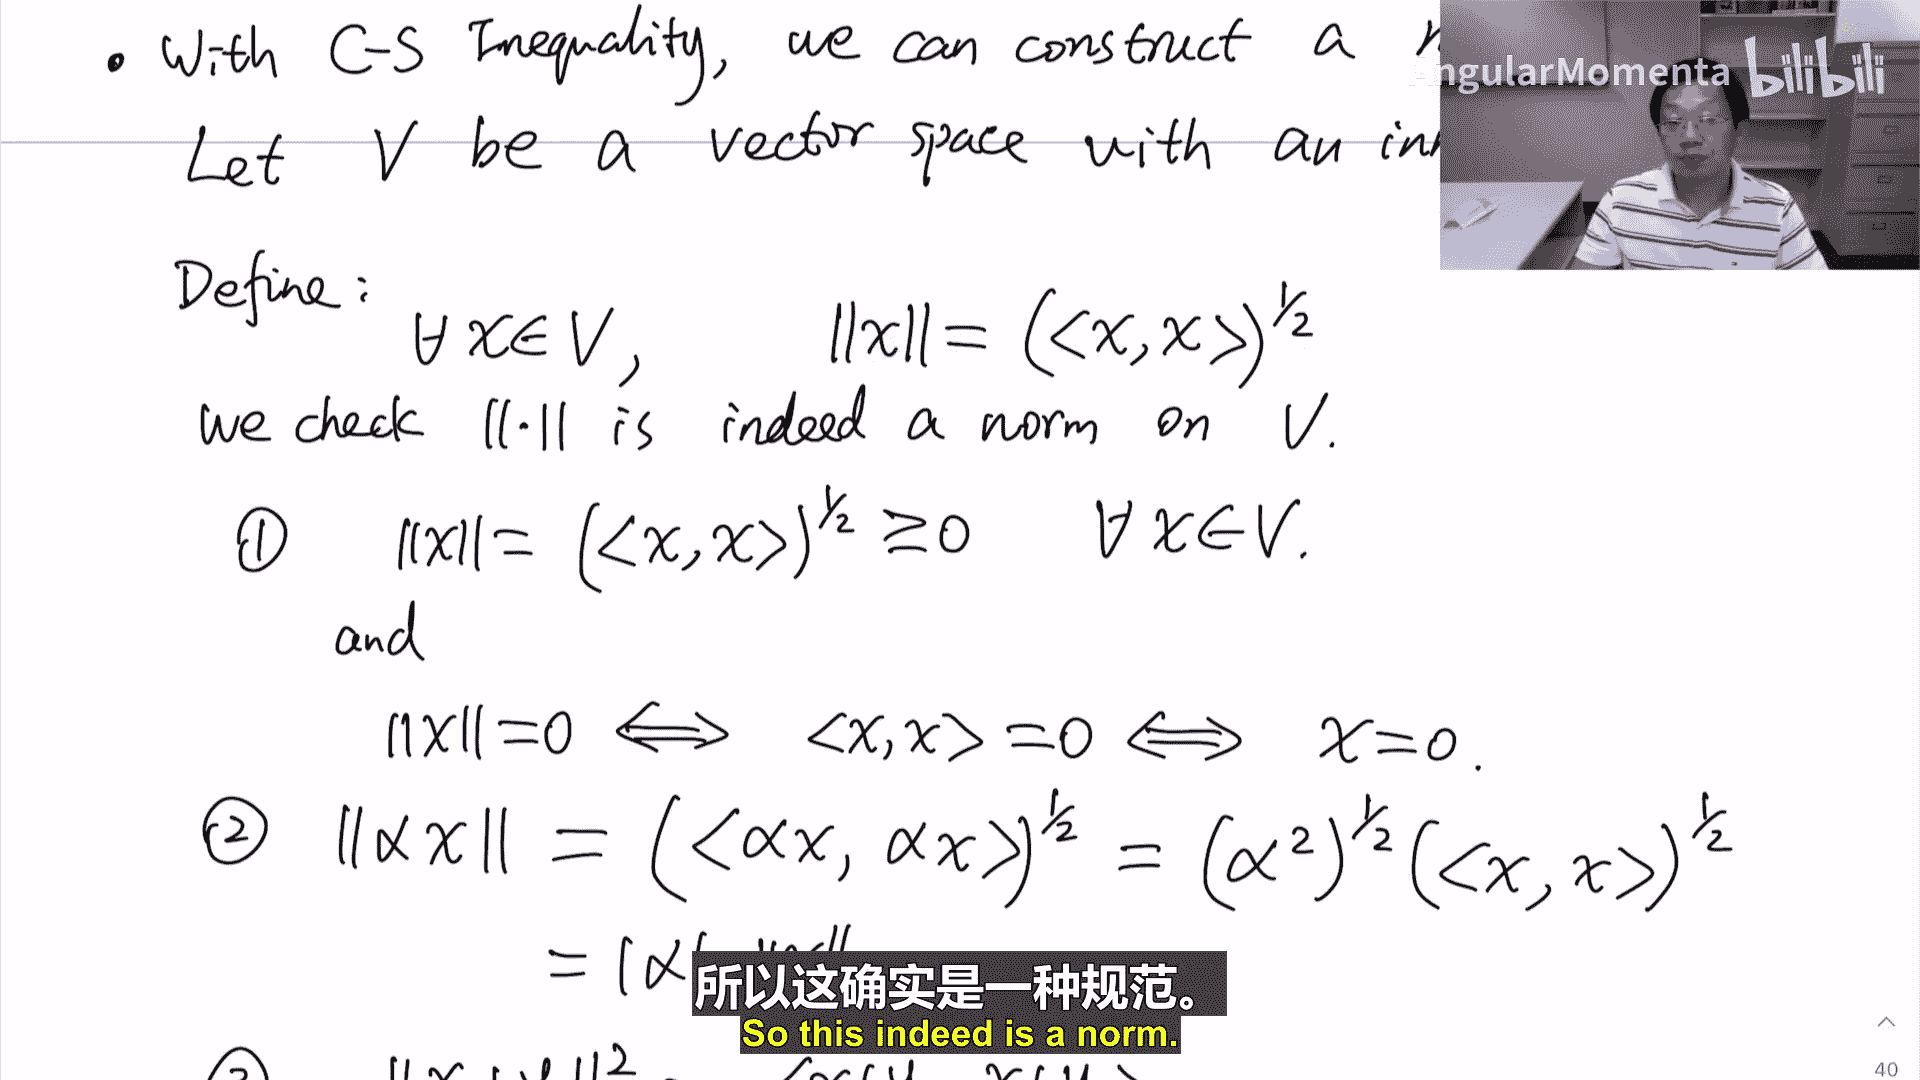 • With C-S Inequality, we can construct a
Let V be a vector space with an
AngularMomenta bilibili
Define:
∀ x∈V, ||x|| = (<x,x>)^½
we check ||·|| is indeed a norm on V.
① ||x|| = (<x,x>)^½ ≥0 ∀ x∈V.
and
||x||=0 ⟺ <x,x> =0 ⟺ x=0.
② ||αx|| = (<αx, αx>)^½ = (α²)^½ (<x,x>)^½
= |α|
所以这确实是一种规范。
So this indeed is a norm.
40